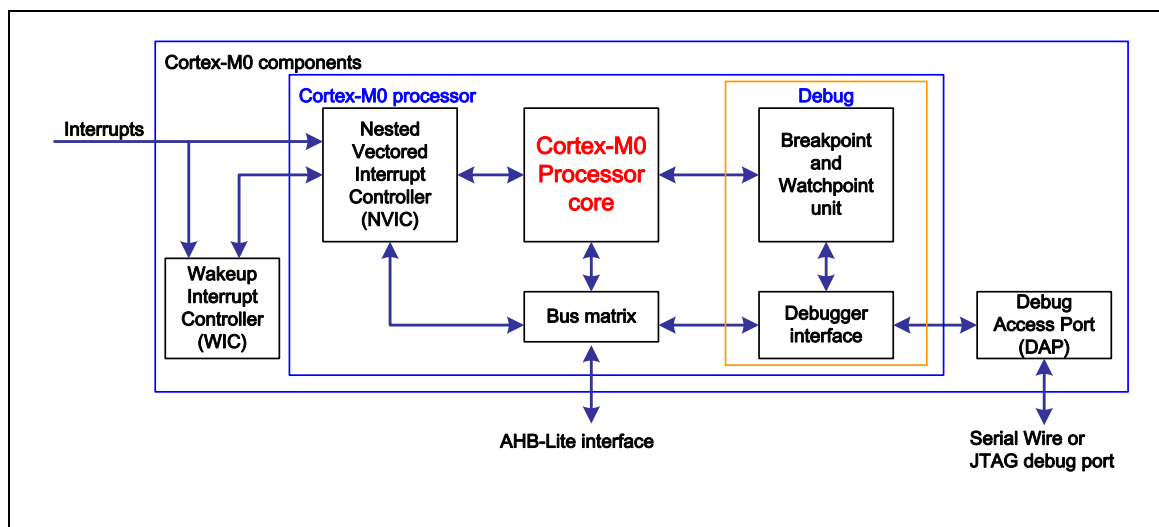 Cortex-M0 components
Cortex-M0 processor
Debug
Interrupts
Nested
Vectored
Interrupt
Controller
(NVIC)
Cortex-M0
Processor
core
Breakpoint
and
Watchpoint
unit
Wakeup
Interrupt
Controller
(WIC)
Bus matrix
Debugger
interface
Debug
Access Port
(DAP)
AHB-Lite interface
Serial Wire or
JTAG debug port